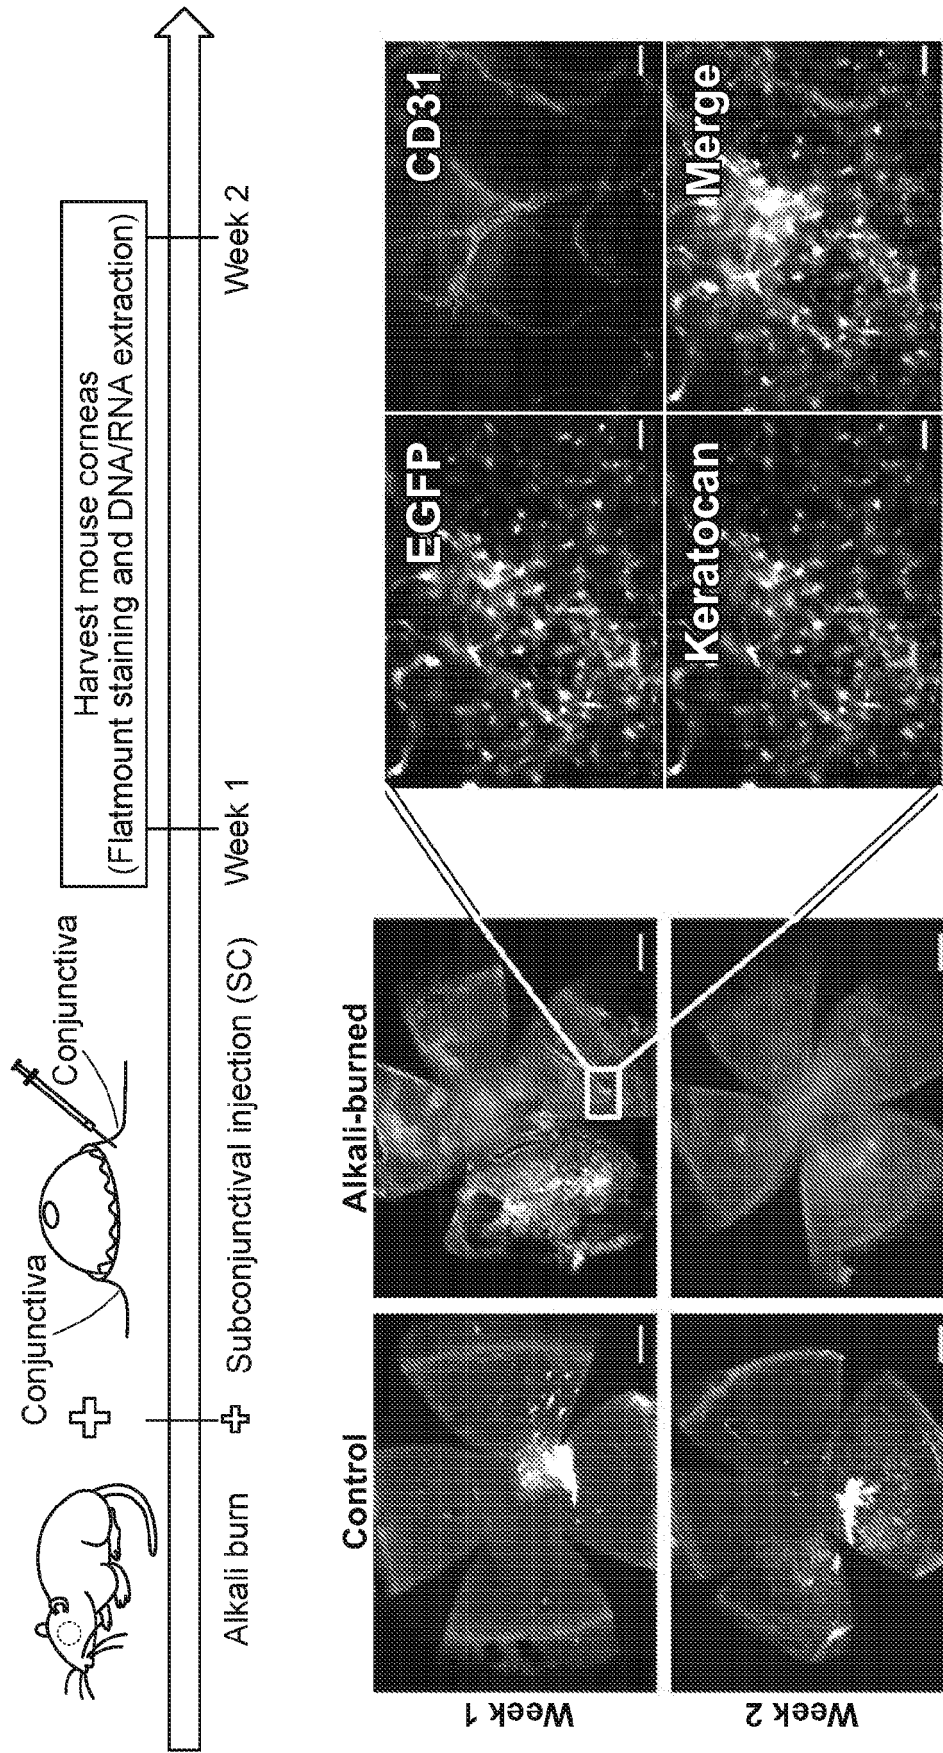 Conjunctiva
Conjunctiva
Harvest mouse corneas
(Flatmount staining and DNA/RNA extraction)
Alkali burn
Subconjunctival injection (SC)
Week 1
Week 2
Control
Alkali-burned
Week 1
Week 2
EGFP
CD31
Keratocan
Merge